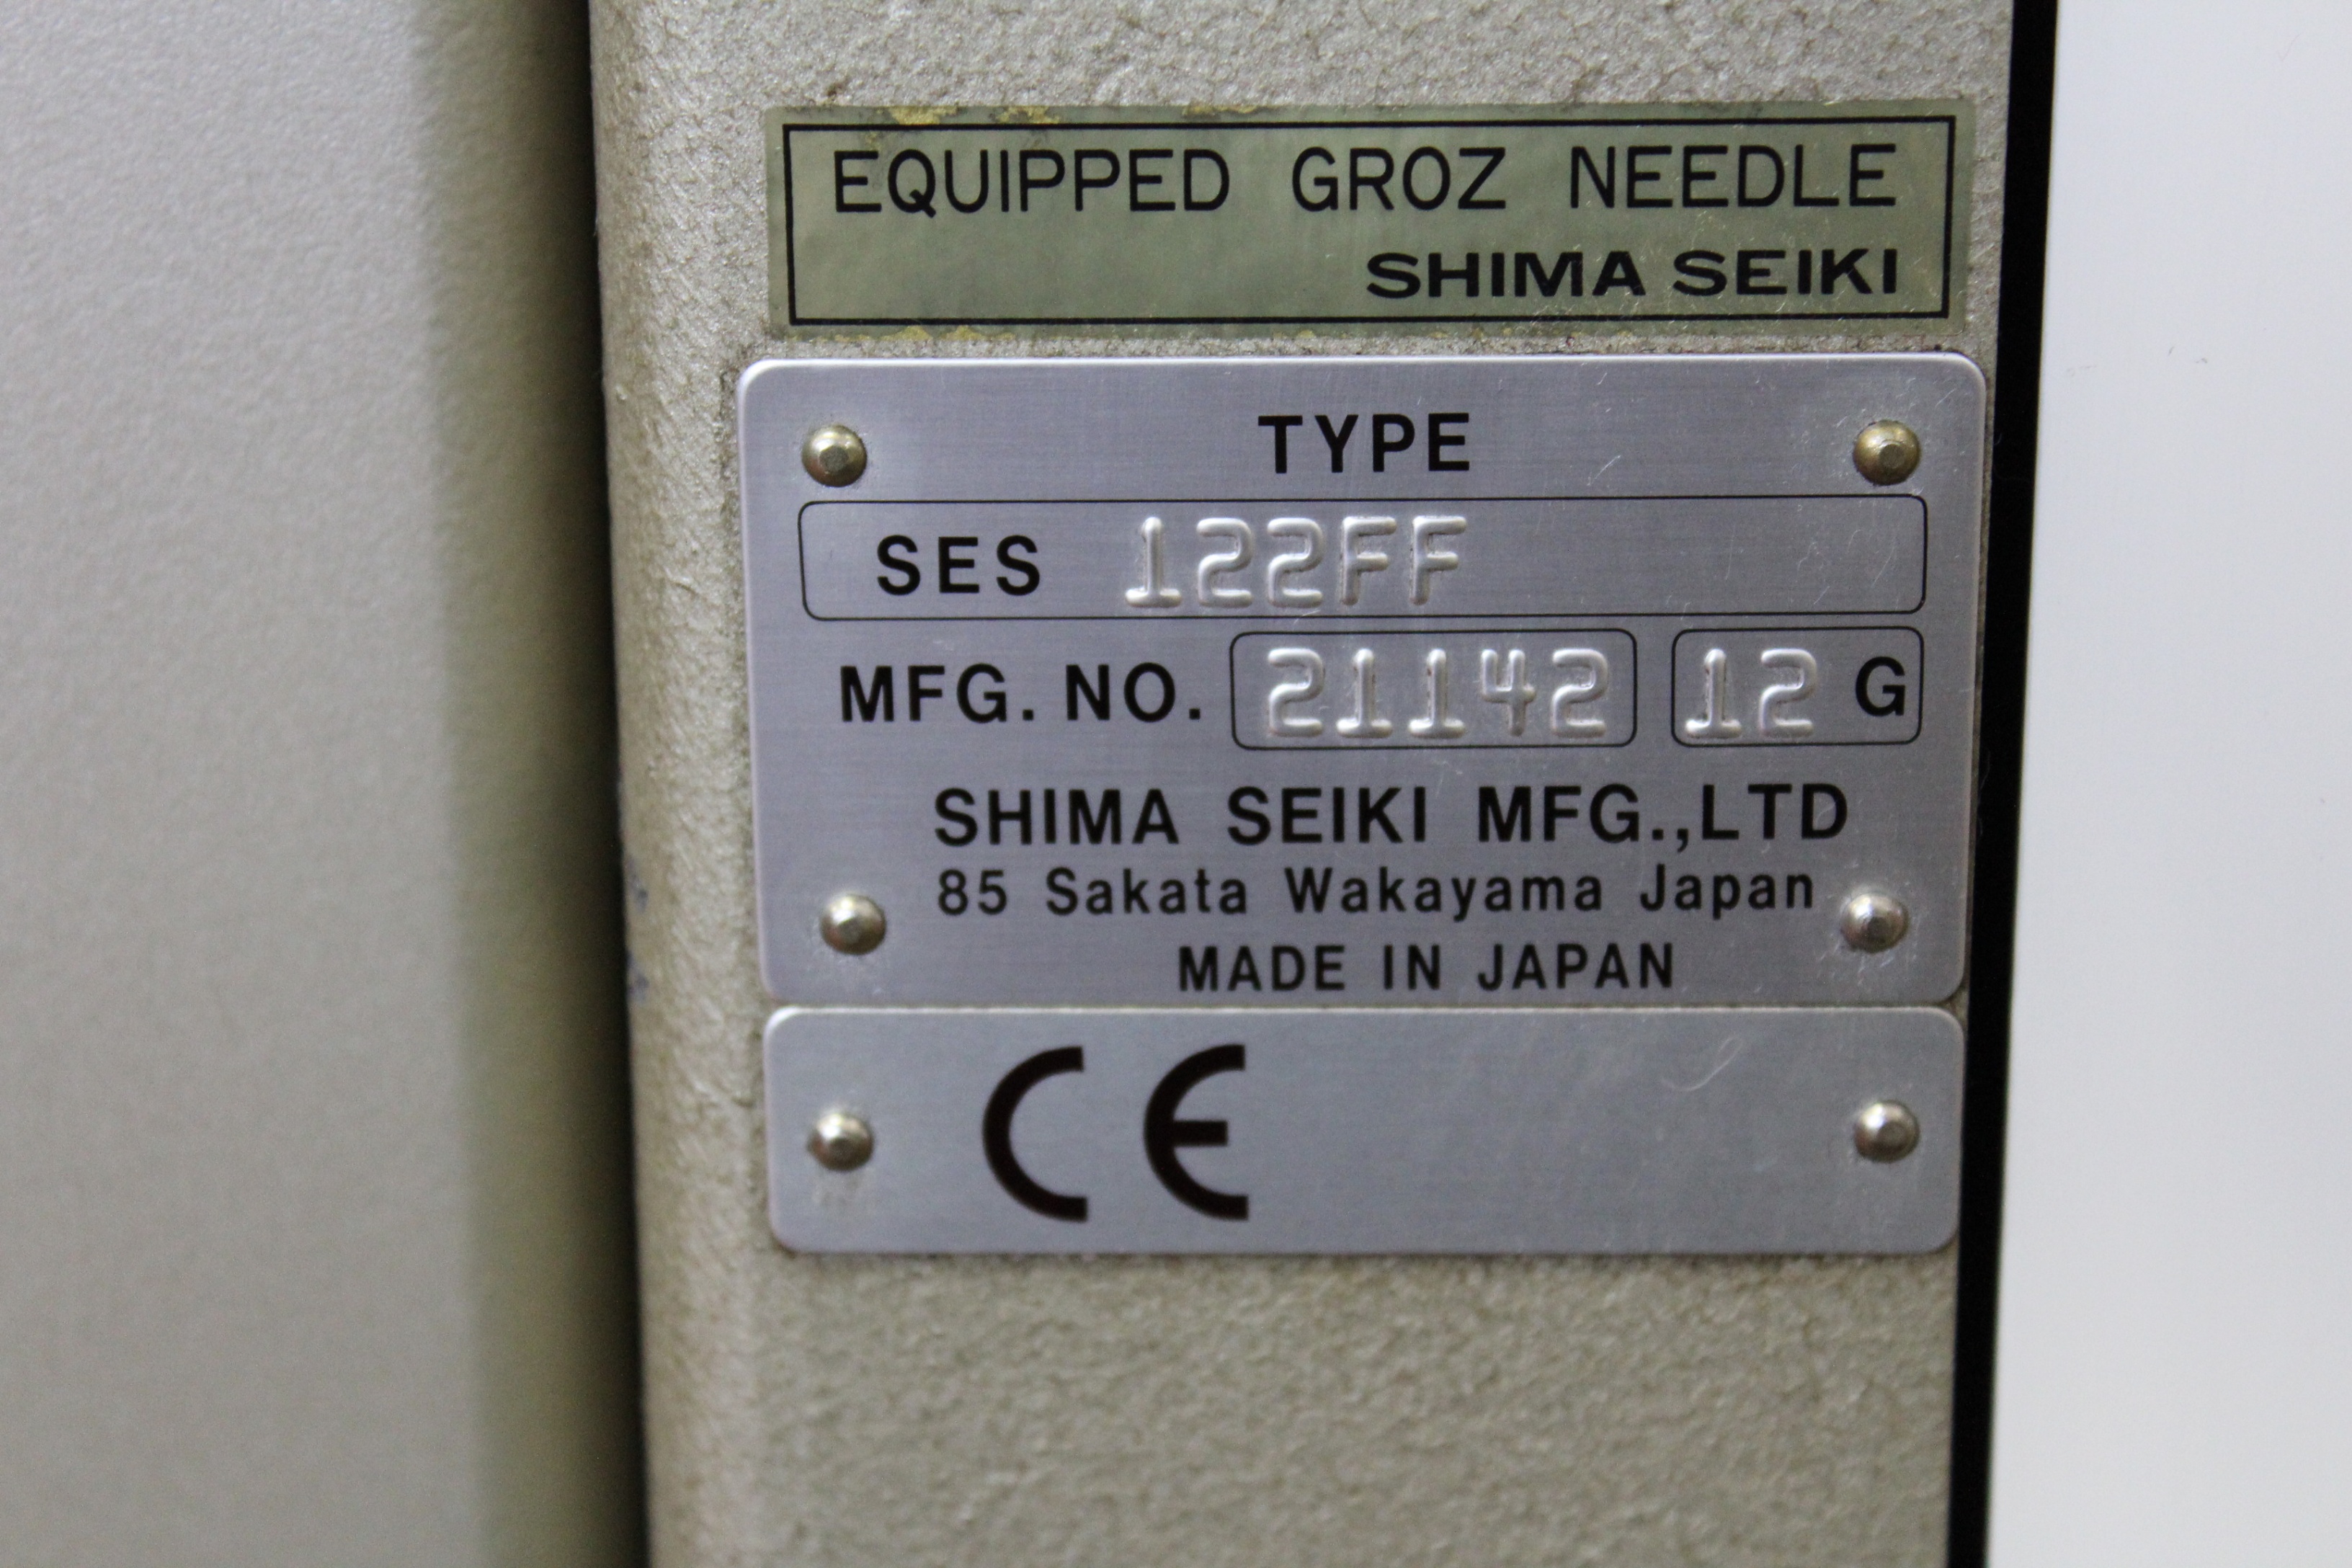 EQUIPPED GROZ NEEDLE
SHIMA SEIKI
TYPE
SES 122FF
MFG. NO. 21142 12 G
SHIMA SEIKI MFG.,LTD
85 Sakata Wakayama Japan
MADE IN JAPAN
CE